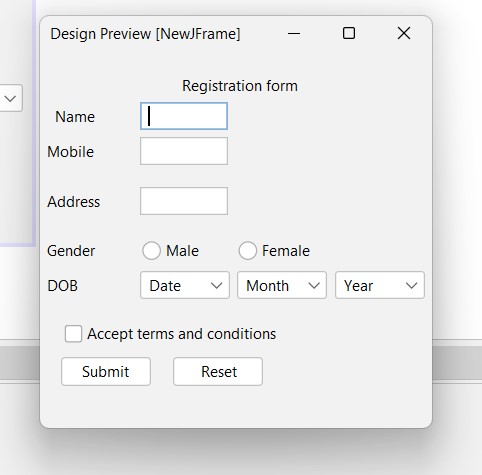 Design Preview [NewJFrame]
Registration form
Name
Mobile
Address
Gender Male Female
DOB Date Month Year
Accept terms and conditions
Submit Reset